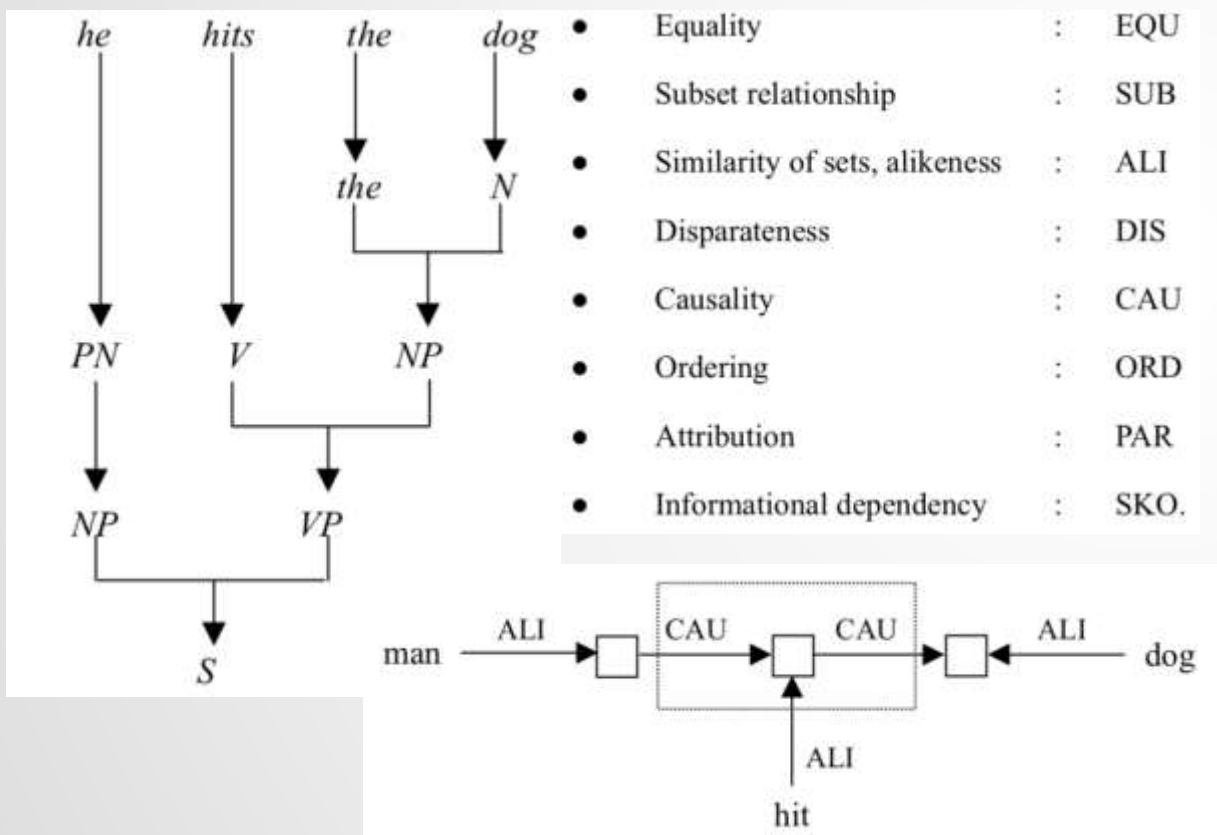 he hits the dog
the N
PN V NP
NP VP
S
• Equality : EQU
• Subset relationship : SUB
• Similarity of sets, alikeness : ALI
• Disparateness : DIS
• Causality : CAU
• Ordering : ORD
• Attribution : PAR
• Informational dependency : SKO.
ALI CAU CAU ALI
man dog
ALI
hit